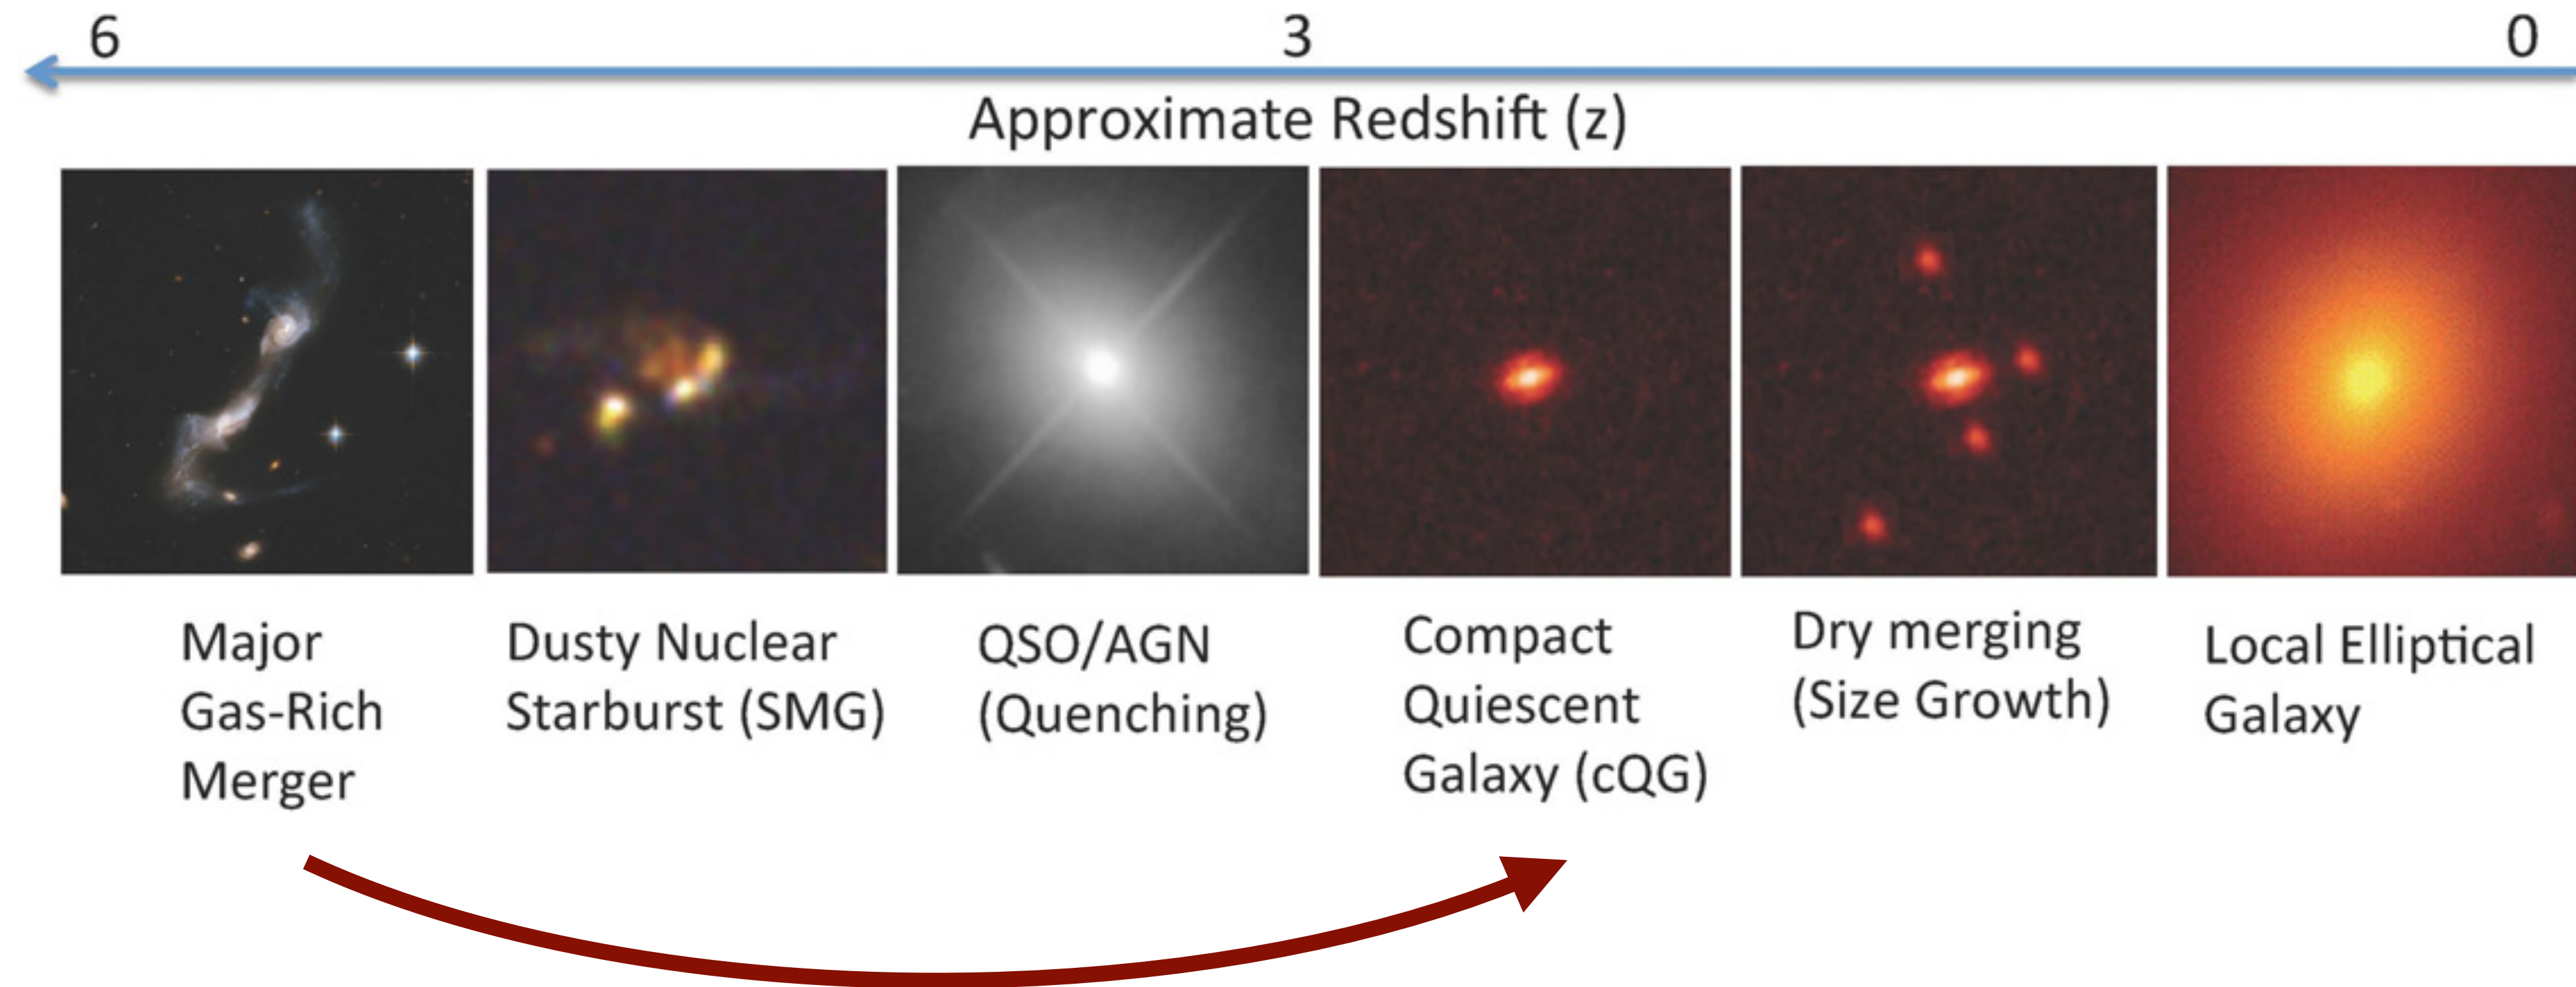 6 3 0
Approximate Redshift (z)
Major
Gas-Rich
Merger
Dusty Nuclear
Starburst (SMG)
QSO/AGN
(Quenching)
Compact
Quiescent
Galaxy (cQG)
Dry merging
(Size Growth)
Local Elliptical
Galaxy